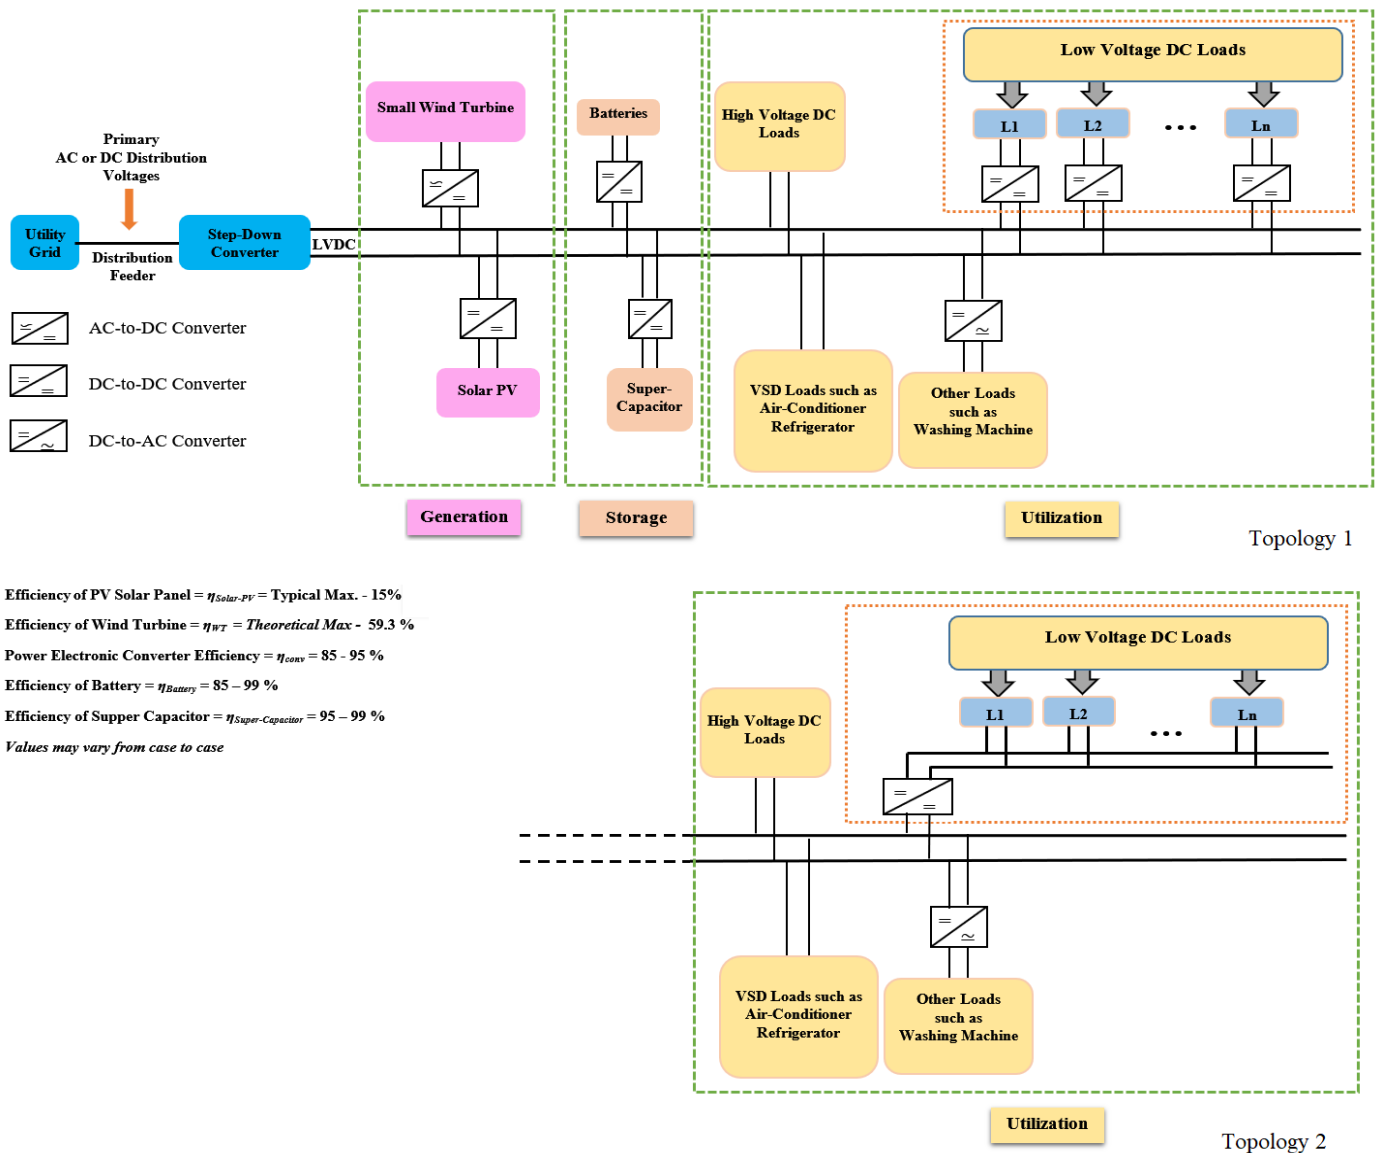 Low Voltage DC Loads
Small Wind Turbine
Batteries
High Voltage DC
Loads
L1
L2
Ln
Primary
AC or DC Distribution
Voltages
Utility
Grid
Step-Down
Converter
LVDC
Distribution
Feeder
AC-to-DC Converter
DC-to-DC Converter
DC-to-AC Converter
Solar PV
Super-
Capacitor
VSD Loads such as
Air-Conditioner
Refrigerator
Other Loads
such as
Washing Machine
Generation
Storage
Utilization
Topology 1
Efficiency of PV Solar Panel = ηSolar-PV = Typical Max. - 15%
Efficiency of Wind Turbine = ηWT = Theoretical Max - 59.3 %
Power Electronic Converter Efficiency = ηconv = 85 - 95 %
Efficiency of Battery = ηBattery = 85 – 99 %
Efficiency of Supper Capacitor = ηSuper-Capacitor = 95 – 99 %
Values may vary from case to case
Low Voltage DC Loads
High Voltage DC
Loads
L1
L2
Ln
VSD Loads such as
Air-Conditioner
Refrigerator
Other Loads
such as
Washing Machine
Utilization
Topology 2